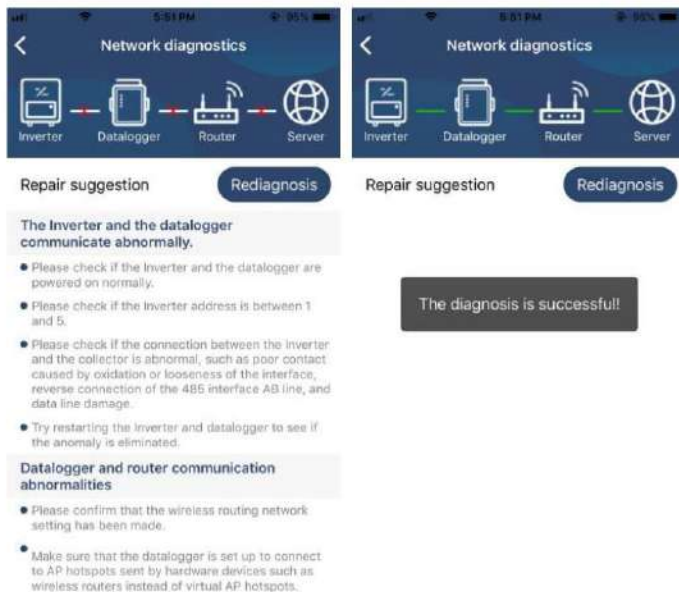 5:51 PM
95%
Network diagnostics
Inverter Datalogger Router Server
Repair suggestion
Rediagnosis
The Inverter and the datalogger
communicate abnormally.
Please check if the Inverter and the datalogger are
powered on normally.
Please check if the Inverter address is between 1
and 5.
Please check if the connection between the inverter
and the collector is abnormal, such as poor contact
caused by oxidation or looseness of the interface,
reverse connection of the 485 interface AB line, and
data line damage.
Try restarting the Inverter and datalogger to see if
the anomaly is eliminated.
Datalogger and router communication
abnormalities
Please confirm that the wireless routing network
setting has been made.
Make sure that the datalogger is set up to connect
to AP hotspots sent by hardware devices such as
wireless routers instead of virtual AP hotspots.
5:51 PM
95%
Network diagnostics
Inverter Datalogger Router Server
Repair suggestion
Rediagnosis
The diagnosis is successful!